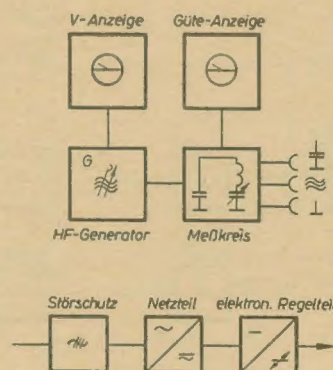 V-Anzeige Güte-Anzeige
G
HF-Generator Meßkreis
Störschutz Netzteil elektron. Regelteil